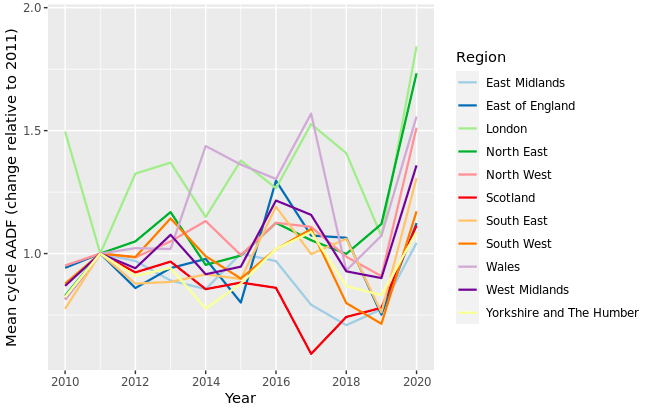 2.0
1.5
1.0
Mean cycle AADF (change relative to 2011)
2010 2012 2014 2016 2018 2020
Year
Region
East Midlands
East of England
London
North East
North West
Scotland
South East
South West
Wales
West Midlands
Yorkshire and The Humber